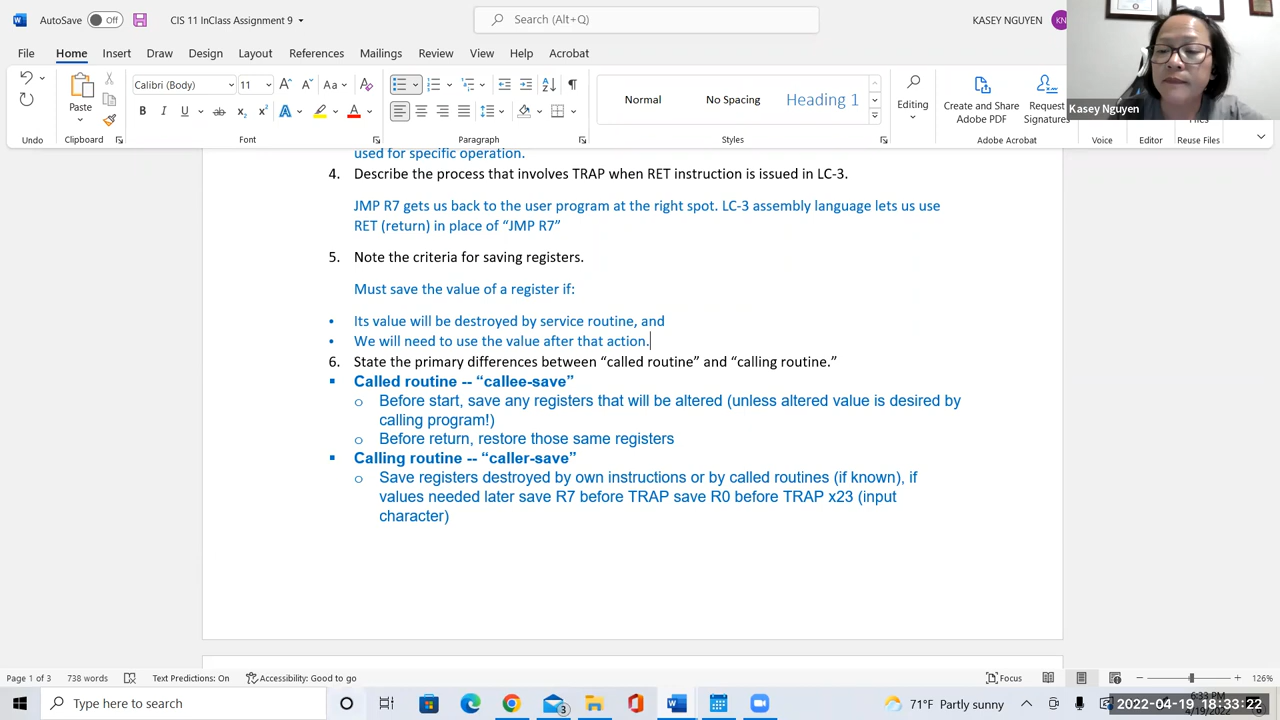 AutoSave Off CIS 11 InClass Assignment 9 Search (Alt+Q) KASEY NGUYEN KN
File Home Insert Draw Design Layout References Mailings Review View Help Acrobat
Calibri (Body) 11 Aa
Paste
Normal No Spacing Heading 1
Editing
Create and Share Adobe PDF
Request Signatures
Kasey Nguyen
Files
Undo Clipboard Font Paragraph Styles Adobe Acrobat Voice Editor Reuse Files
used for specific operation.
4. Describe the process that involves TRAP when RET instruction is issued in LC-3.
JMP R7 gets us back to the user program at the right spot. LC-3 assembly language lets us use
RET (return) in place of “JMP R7”
5. Note the criteria for saving registers.
Must save the value of a register if:
• Its value will be destroyed by service routine, and
• We will need to use the value after that action.
6. State the primary differences between “called routine” and “calling routine.”
▪ Called routine -- “callee-save”
o Before start, save any registers that will be altered (unless altered value is desired by
calling program!)
o Before return, restore those same registers
▪ Calling routine -- “caller-save”
o Save registers destroyed by own instructions or by called routines (if known), if
values needed later save R7 before TRAP save R0 before TRAP x23 (input
character)
Page 1 of 3 738 words Text Predictions: On Accessibility: Good to go Focus 126%
Type here to search 3 71°F Partly sunny 6:33 PM
4/19/2022
2022-04-19 18:33:22